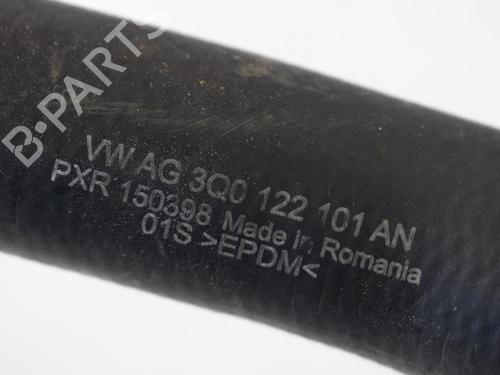 B-PARTS
VW AG 3Q0 122 101 AN
PXR 150398 Made in Romania
01S >EPDM<